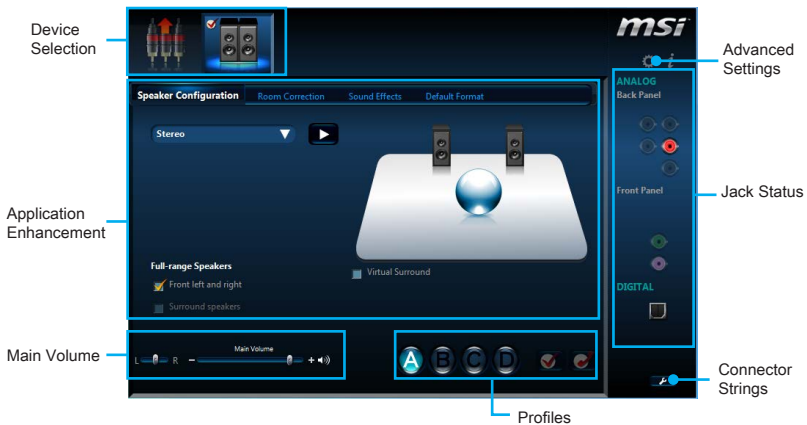 Device
Selection
msi
i
Advanced
Settings
ANALOG
Back Panel
Speaker Configuration
Room Correction
Sound Effects
Default Format
Stereo
Application
Enhancement
Jack Status
Front Panel
Full-range Speakers
Front left and right
Surround speakers
Virtual Surround
DIGITAL
Main Volume
L
R
-
Main Volume
+
A
B
C
D
Connector
Strings
Profiles